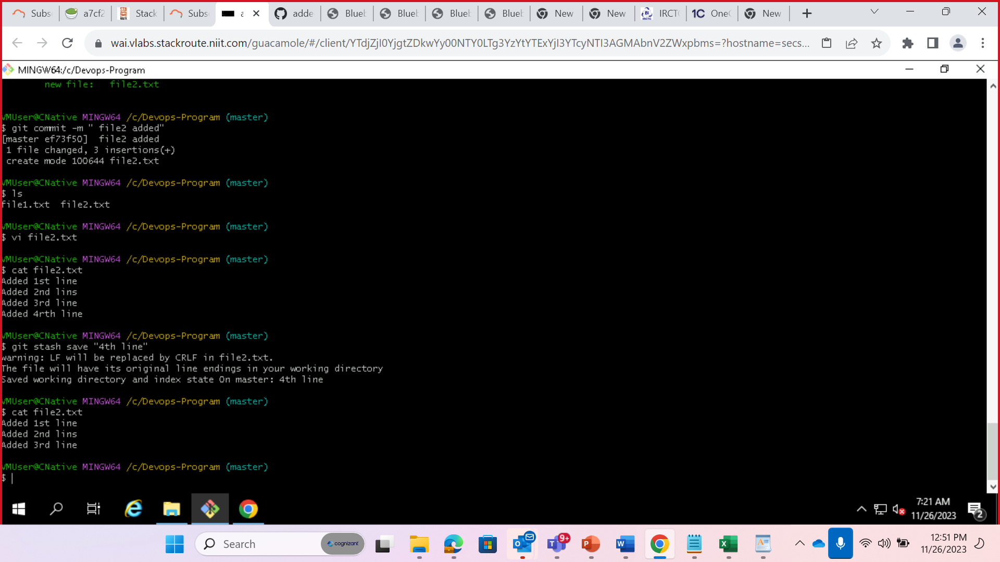 Subs
a7cf2
Stack
Subs
a
adde
Blueb
Blueb
Blueb
Blueb
New
New
IRCTC
1C One
New
wai.vlabs.stackroute.niit.com/guacamole/#/client/YTdjZjI0YjgtZDkwYy00NTY0LTg3YzYtYTExYjI3YTcyNTI3AGMAbnV2ZWxpbms=?hostname=secs...
MINGW64:/c/Devops-Program
new file:   file2.txt
VMUser@CNative MINGW64 /c/Devops-Program (master)
$ git commit -m " file2 added"
[master ef73f50]  file2 added
1 file changed, 3 insertions(+)
create mode 100644 file2.txt
VMUser@CNative MINGW64 /c/Devops-Program (master)
$ ls
file1.txt  file2.txt
VMUser@CNative MINGW64 /c/Devops-Program (master)
$ vi file2.txt
VMUser@CNative MINGW64 /c/Devops-Program (master)
$ cat file2.txt
Added 1st line
Added 2nd lins
Added 3rd line
Added 4rth line
VMUser@CNative MINGW64 /c/Devops-Program (master)
$ git stash save "4th line"
warning: LF will be replaced by CRLF in file2.txt.
The file will have its original line endings in your working directory
Saved working directory and index state On master: 4th line
VMUser@CNative MINGW64 /c/Devops-Program (master)
$ cat file2.txt
Added 1st line
Added 2nd lins
Added 3rd line
VMUser@CNative MINGW64 /c/Devops-Program (master)
$
7:21 AM
11/26/2023
2
Search
cognizant
9+
12:51 PM
11/26/2023